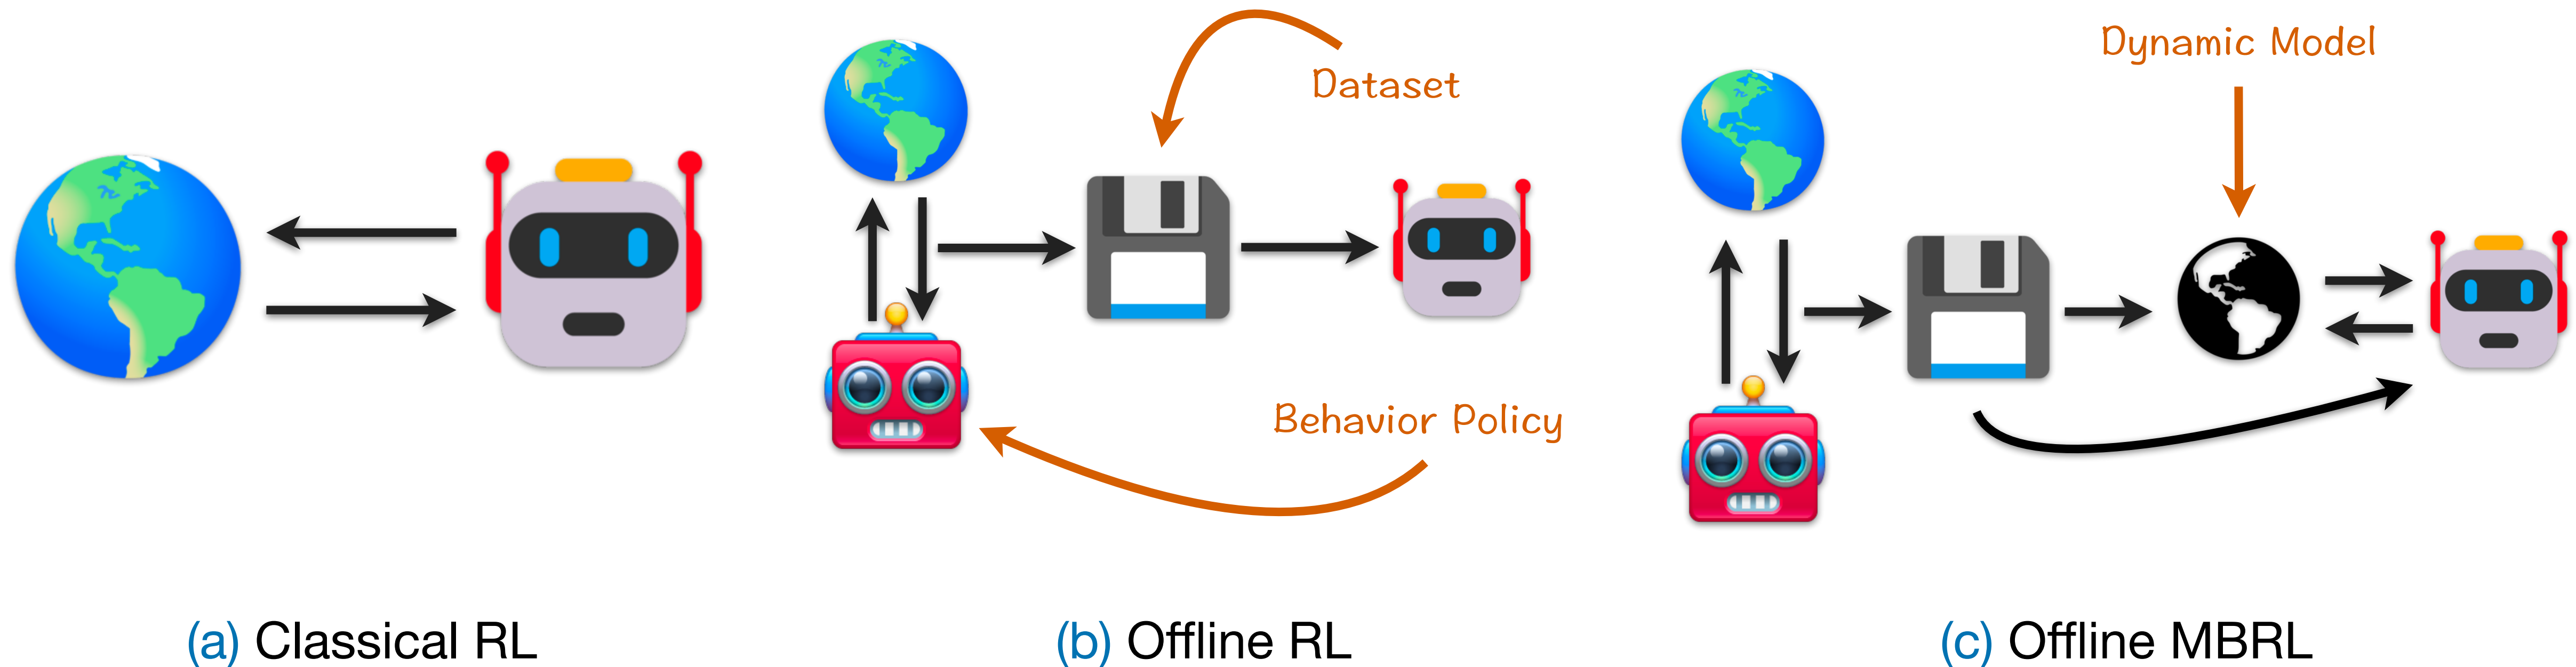 Dataset
Behavior Policy
Dynamic Model
(a) Classical RL
(b) Offline RL
(c) Offline MBRL